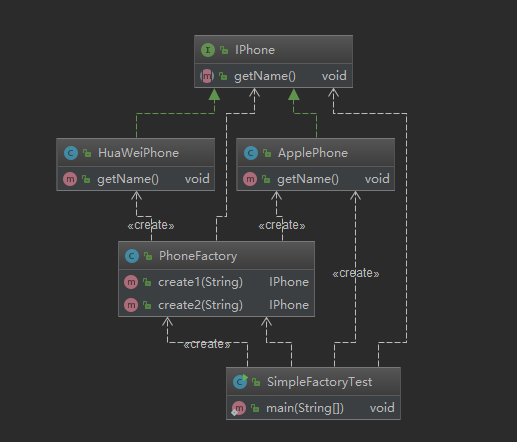 I IPhone
m getName() void
C HuaWeiPhone
m getName() void
C ApplePhone
m getName() void
«create»
«create»
«create»
C PhoneFactory
m create1(String) IPhone
m create2(String) IPhone
«create»
C SimpleFactoryTest
m main(String[]) void